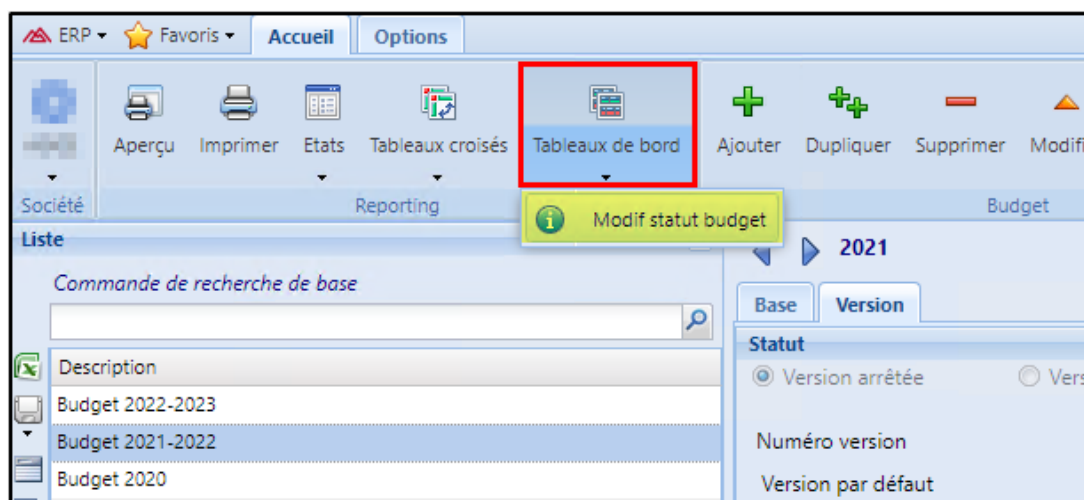 ERP Favoris Accueil Options
Aperçu Imprimer Etats Tableaux croisés Tableaux de bord Ajouter Dupliquer Supprimer Modifi
Société Reporting Budget
Modif statut budget
Liste
2021
Commande de recherche de base
Base Version
Statut
Description
Version arrêtée Vers
Budget 2022-2023
Budget 2021-2022
Numéro version
Budget 2020
Version par défaut